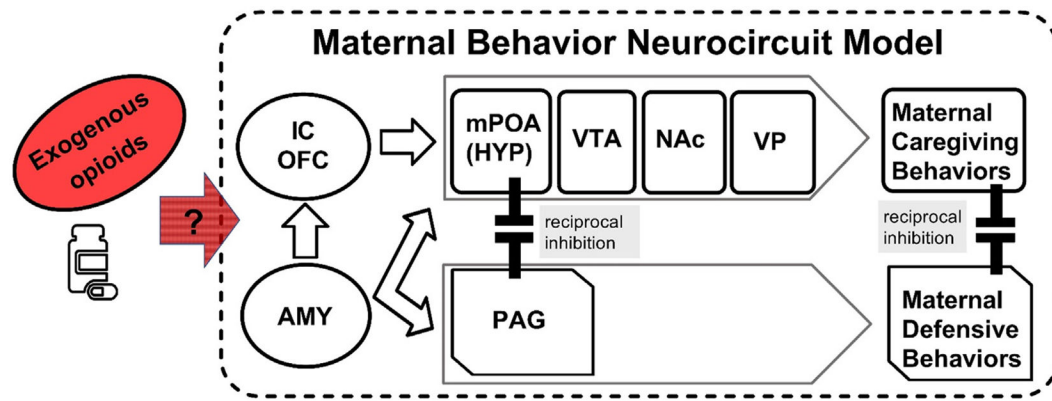 Maternal Behavior Neurocircuit Model
Exogenous
opioids
?
IC
OFC
AMY
mPOA
(HYP)
VTA
NAc
VP
reciprocal
inhibition
PAG
Maternal
Caregiving
Behaviors
reciprocal
inhibition
Maternal
Defensive
Behaviors